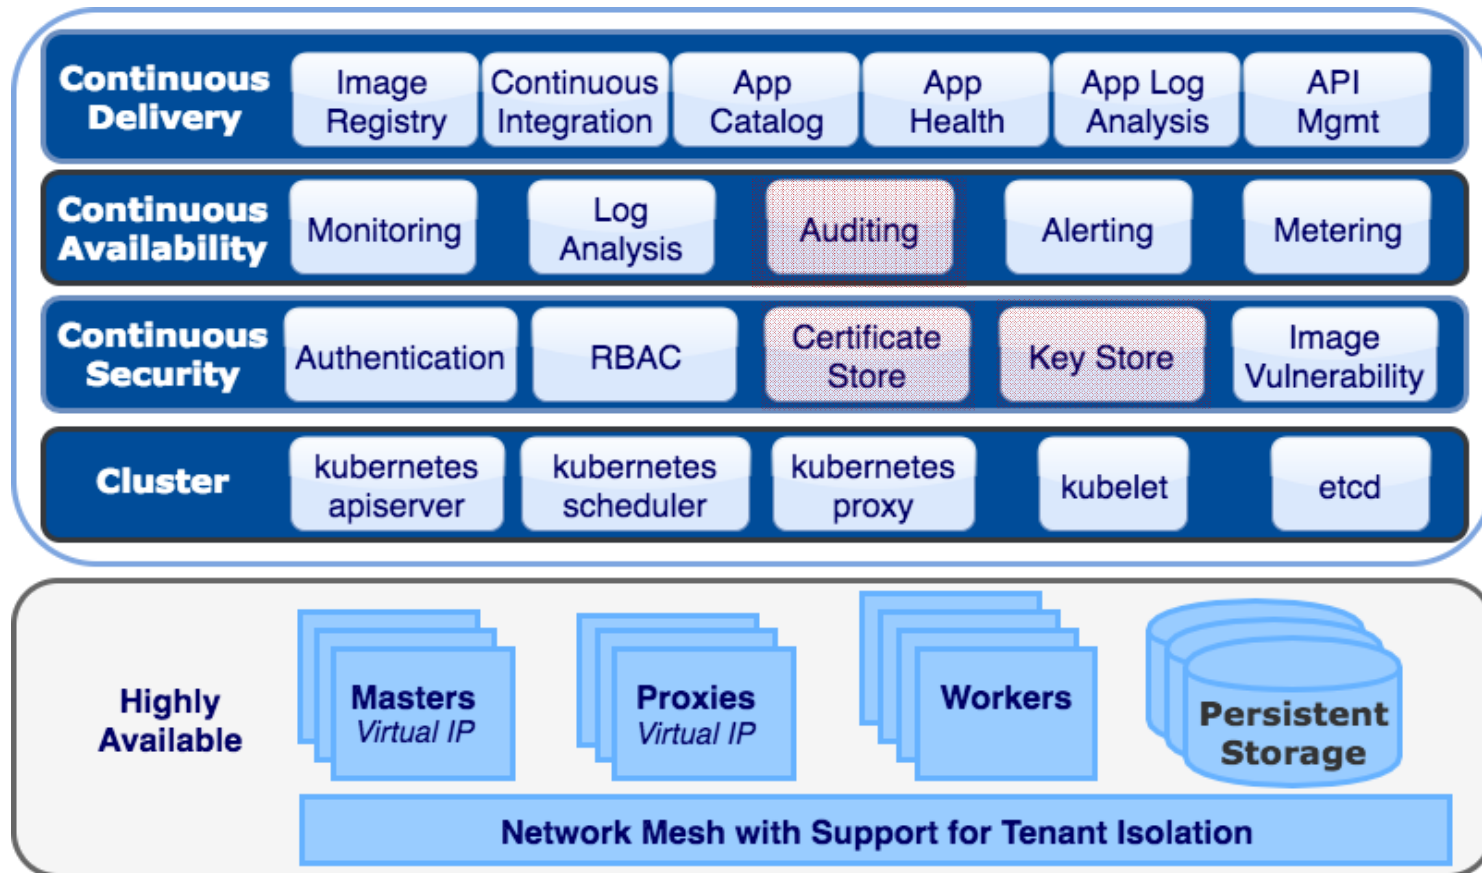 Continuous
Delivery
Image
Registry
Continuous
Integration
App
Catalog
App
Health
App Log
Analysis
API
Mgmt
Continuous
Availability
Monitoring
Log
Analysis
Auditing
Alerting
Metering
Continuous
Security
Authentication
RBAC
Certificate
Store
Key Store
Image
Vulnerability
Cluster
kubernetes
apiserver
kubernetes
scheduler
kubernetes
proxy
kubelet
etcd
Highly
Available
Masters
Virtual IP
Proxies
Virtual IP
Workers
Persistent
Storage
Network Mesh with Support for Tenant Isolation